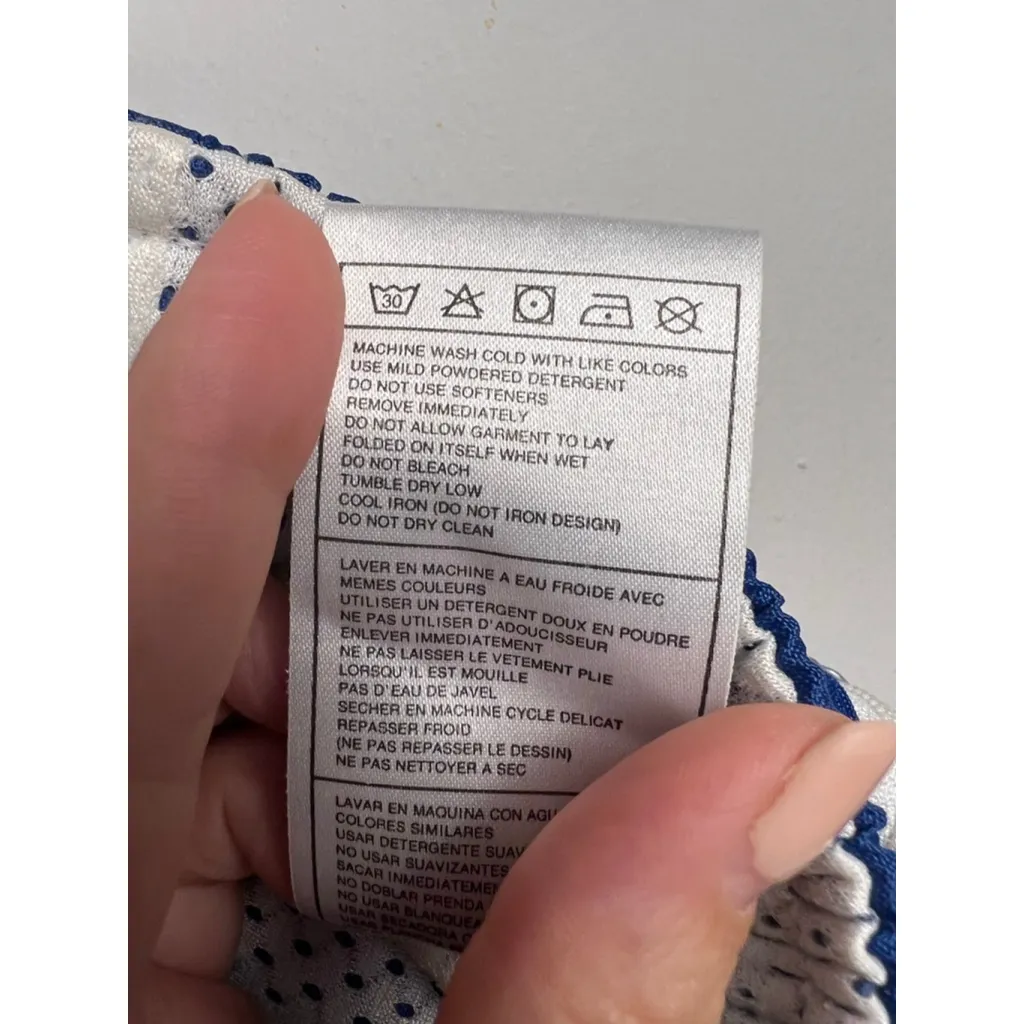 30
MACHINE WASH COLD WITH LIKE COLORS
USE MILD POWDERED DETERGENT
DO NOT USE SOFTENERS
REMOVE IMMEDIATELY
DO NOT ALLOW GARMENT TO LAY
FOLDED ON ITSELF WHEN WET
DO NOT BLEACH
TUMBLE DRY LOW
COOL IRON (DO NOT IRON DESIGN)
DO NOT DRY CLEAN
LAVER EN MACHINE A EAU FROIDE AVEC
MEMES COULEURS
UTILISER UN DETERGENT DOUX EN POUDRE
NE PAS UTILISER D'ADOUCISSEUR
ENLEVER IMMEDIATEMENT
NE PAS LAISSER LE VETEMENT PLIE
LORSQU'IL EST MOUILLE
PAS D'EAU DE JAVEL
SECHER EN MACHINE CYCLE DELICAT
REPASSER FROID
(NE PAS REPASSER LE DESSIN)
NE PAS NETTOYER A SEC
LAVAR EN MAQUINA CON
COLORES SIMILARES
USAR DETERGENTE
NO USAR SUAVIZANTES
SACAR
NO DOBLAR PRENDA
NO USAR
USAR SECADORA